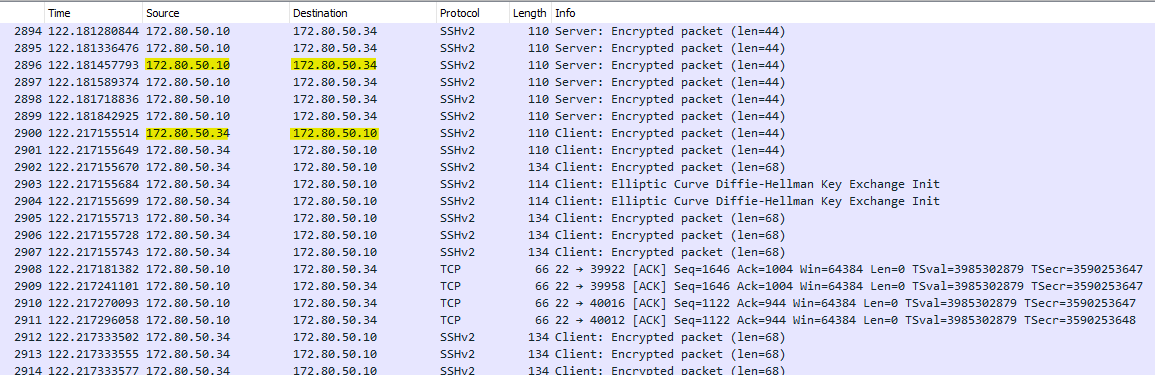 Time Source Destination Protocol Length Info
2894 122.181280844 172.80.50.10 172.80.50.34 SSHv2 110 Server: Encrypted packet (len=44)
2895 122.181336476 172.80.50.10 172.80.50.34 SSHv2 110 Server: Encrypted packet (len=44)
2896 122.181457793 172.80.50.10 172.80.50.34 SSHv2 110 Server: Encrypted packet (len=44)
2897 122.181589374 172.80.50.10 172.80.50.34 SSHv2 110 Server: Encrypted packet (len=44)
2898 122.181718836 172.80.50.10 172.80.50.34 SSHv2 110 Server: Encrypted packet (len=44)
2899 122.181842925 172.80.50.10 172.80.50.34 SSHv2 110 Server: Encrypted packet (len=44)
2900 122.217155514 172.80.50.34 172.80.50.10 SSHv2 110 Client: Encrypted packet (len=44)
2901 122.217155649 172.80.50.34 172.80.50.10 SSHv2 110 Client: Encrypted packet (len=44)
2902 122.217155670 172.80.50.34 172.80.50.10 SSHv2 134 Client: Encrypted packet (len=68)
2903 122.217155684 172.80.50.34 172.80.50.10 SSHv2 114 Client: Elliptic Curve Diffie-Hellman Key Exchange Init
2904 122.217155699 172.80.50.34 172.80.50.10 SSHv2 114 Client: Elliptic Curve Diffie-Hellman Key Exchange Init
2905 122.217155713 172.80.50.34 172.80.50.10 SSHv2 134 Client: Encrypted packet (len=68)
2906 122.217155728 172.80.50.34 172.80.50.10 SSHv2 134 Client: Encrypted packet (len=68)
2907 122.217155743 172.80.50.34 172.80.50.10 SSHv2 134 Client: Encrypted packet (len=68)
2908 122.217181382 172.80.50.10 172.80.50.34 TCP 66 22 → 39922 [ACK] Seq=1646 Ack=1004 Win=64384 Len=0 TSval=3985302879 TSecr=3590253647
2909 122.217241101 172.80.50.10 172.80.50.34 TCP 66 22 → 39958 [ACK] Seq=1646 Ack=1004 Win=64384 Len=0 TSval=3985302879 TSecr=3590253647
2910 122.217270093 172.80.50.10 172.80.50.34 TCP 66 22 → 40016 [ACK] Seq=1122 Ack=944 Win=64384 Len=0 TSval=3985302879 TSecr=3590253647
2911 122.217296058 172.80.50.10 172.80.50.34 TCP 66 22 → 40012 [ACK] Seq=1122 Ack=944 Win=64384 Len=0 TSval=3985302879 TSecr=3590253648
2912 122.217333502 172.80.50.34 172.80.50.10 SSHv2 134 Client: Encrypted packet (len=68)
2913 122.217333555 172.80.50.34 172.80.50.10 SSHv2 134 Client: Encrypted packet (len=68)
2914 122.217333577 172.80.50.34 172.80.50.10 SSHv2 134 Client: Encrypted packet (len=68)